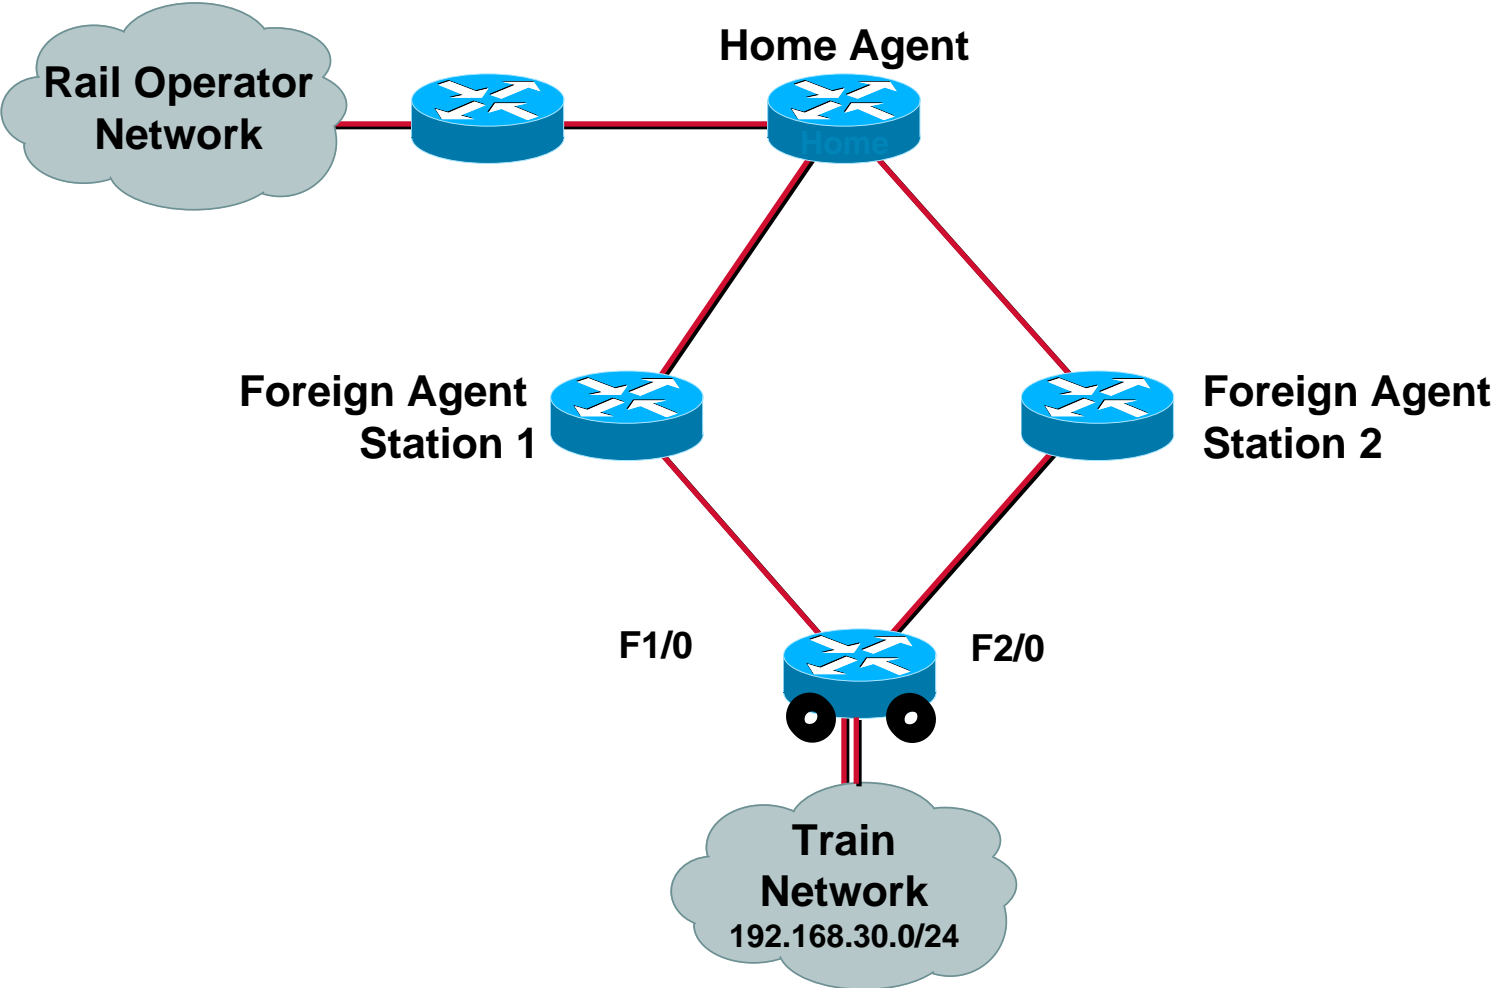 Home Agent
Rail Operator
Network
Home
Foreign Agent
Station 1
Foreign Agent
Station 2
F1/0
F2/0
Train
Network
192.168.30.0/24